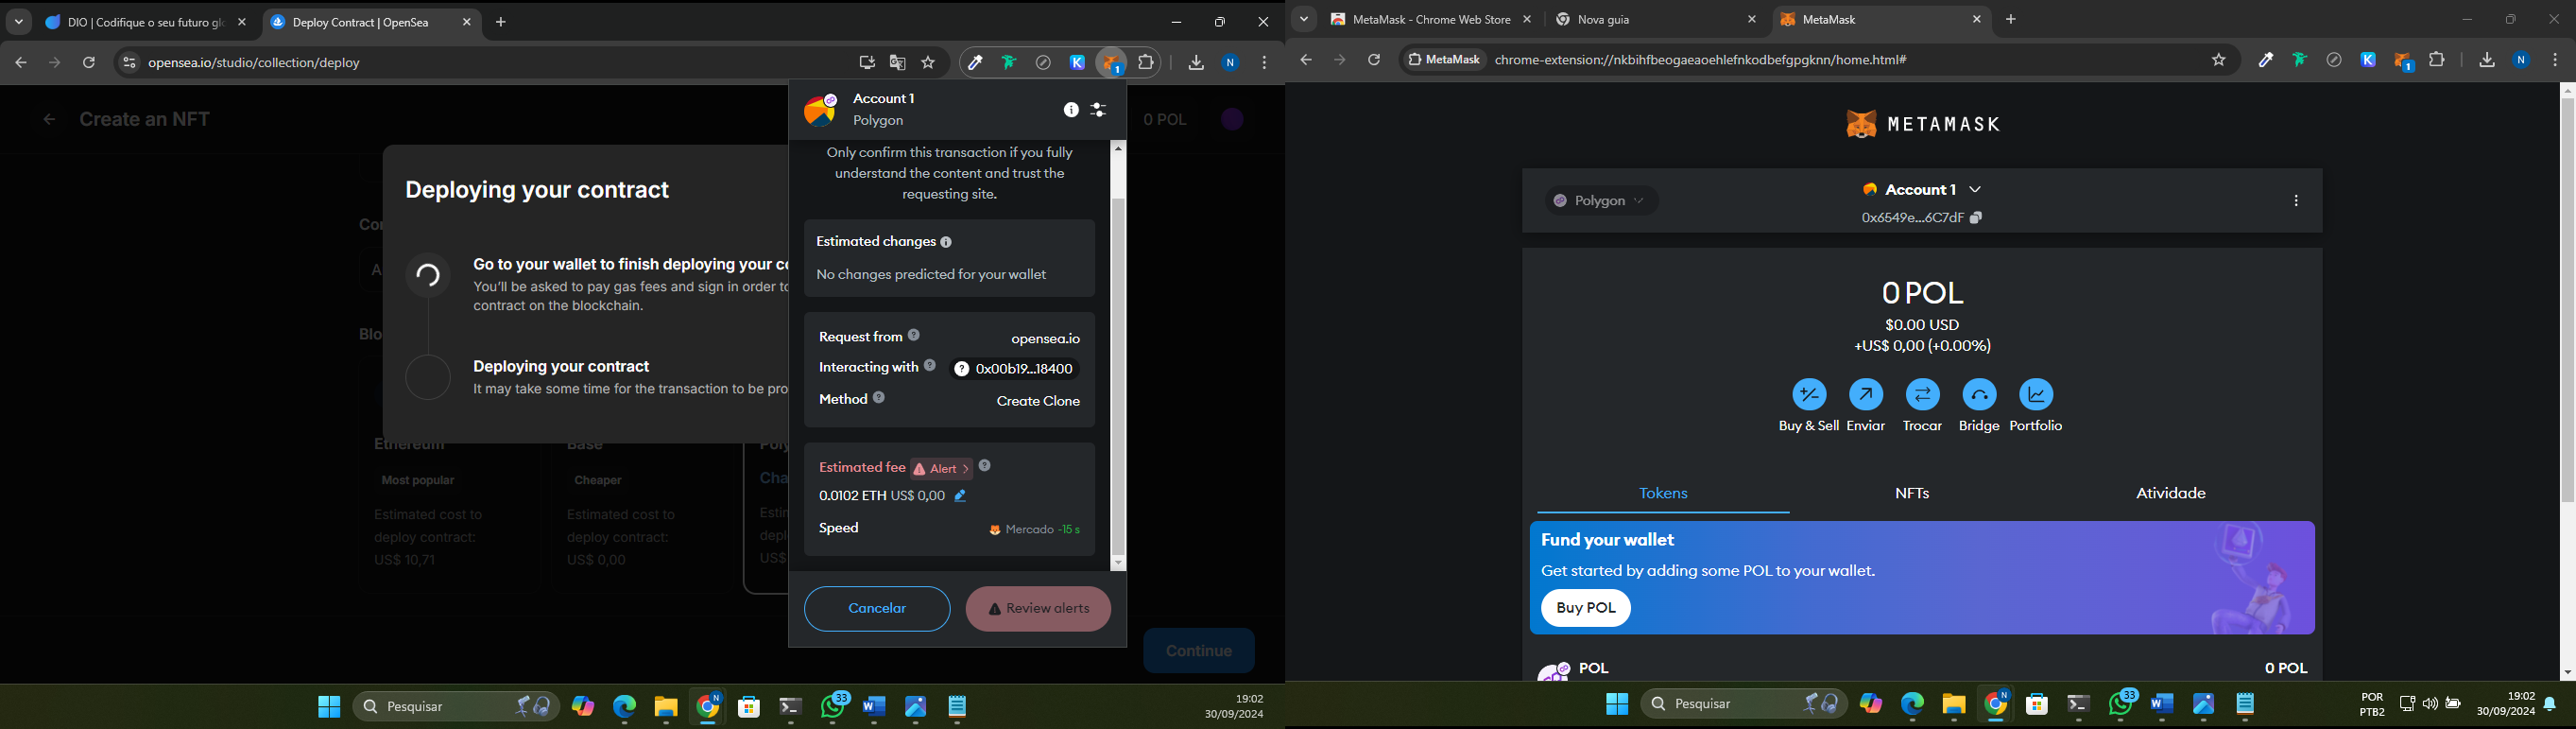 DIO | Codifique o seu futuro glo
Deploy Contract | OpenSea
opensea.io/studio/collection/deploy
Create an NFT
0 POL
Account 1
Polygon
Only confirm this transaction if you fully
understand the content and trust the
requesting site.
Deploying your contract
Go to your wallet to finish deploying your co
You'll be asked to pay gas fees and sign in order to
contract on the blockchain.
Deploying your contract
It may take some time for the transaction to be pro
Estimated changes
No changes predicted for your wallet
Request from
opensea.io
Interacting with
0x00b19...18400
Method
Create Clone
Estimated fee
Alert >
0.0102 ETH US$ 0,00
Speed
Mercado ~15 s
Cancelar
Review alerts
Ethereum
Most popular
Estimated cost to
deploy contract:
US$ 10,71
Base
Cheaper
Estimated cost to
deploy contract:
US$ 0,00
Poly
Cha
Estim
depl
US$
Continue
Pesquisar
33
19:02
30/09/2024
MetaMask - Chrome Web Store
Nova guia
MetaMask
MetaMask
chrome-extension://nkbihfbeogaeaoehlefnkodbefgpgknn/home.html#
METAMASK
Polygon
Account 1
0x6549e...6C7dF
0 POL
$0.00 USD
+US$ 0,00 (+0.00%)
Buy & Sell
Enviar
Trocar
Bridge
Portfolio
Tokens
NFTs
Atividade
Fund your wallet
Get started by adding some POL to your wallet.
Buy POL
POL
0 POL
Pesquisar
33
POR
PTB2
19:02
30/09/2024